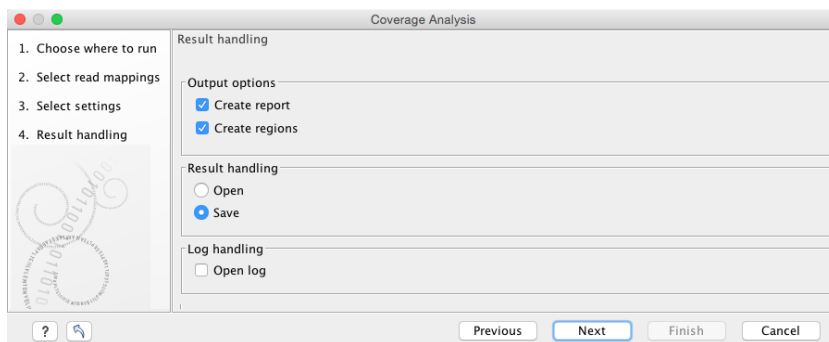 Coverage Analysis
1. Choose where to run
2. Select read mappings
3. Select settings
4. Result handling
Result handling
Output options
Create report
Create regions
Result handling
Open
Save
Log handling
Open log
?
Previous
Next
Finish
Cancel